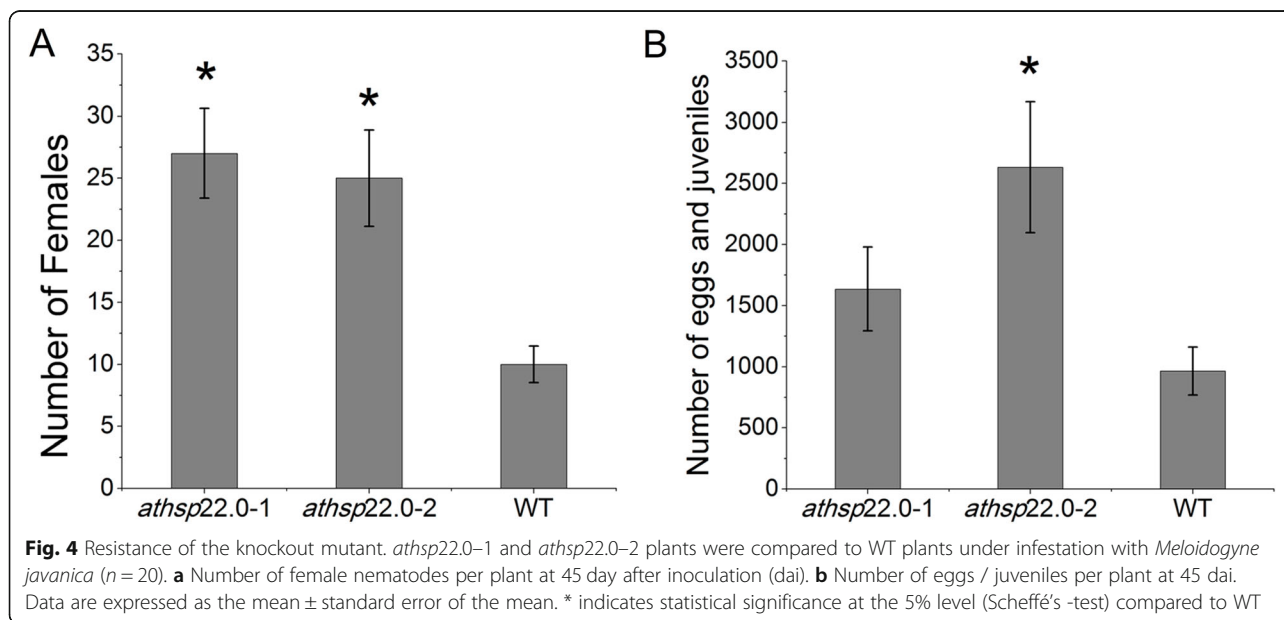 A
B
*
*
*
Number of Females
35
30
25
20
15
10
5
0
athsp22.0-1
athsp22.0-2
WT
Number of eggs and juveniles
3500
3000
2500
2000
1500
1000
500
0
athsp22.0-1
athsp22.0-2
WT
Fig. 4 Resistance of the knockout mutant. athsp22.0–1 and athsp22.0–2 plants were compared to WT plants under infestation with Meloidogyne
javanica (n = 20). a Number of female nematodes per plant at 45 day after inoculation (dai). b Number of eggs / juveniles per plant at 45 dai.
Data are expressed as the mean ± standard error of the mean. * indicates statistical significance at the 5% level (Scheffé's -test) compared to WT